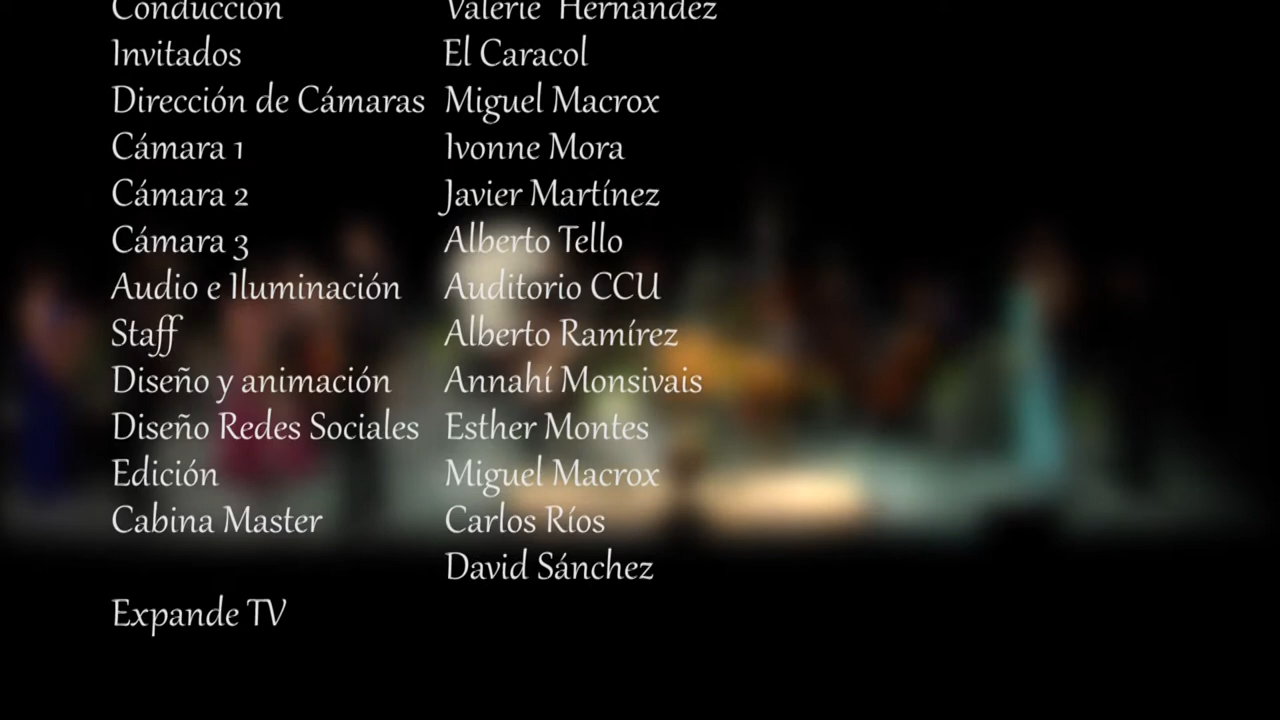 Conducción Valerie Hernández
Invitados El Caracol
Dirección de Cámaras Miguel Macrox
Cámara 1 Ivonne Mora
Cámara 2 Javier Martínez
Cámara 3 Alberto Tello
Audio e Iluminación Auditorio CCU
Staff Alberto Ramírez
Diseño y animación Annahí Monsivais
Diseño Redes Sociales Esther Montes
Edición Miguel Macrox
Cabina Master Carlos Ríos
David Sánchez
Expande TV